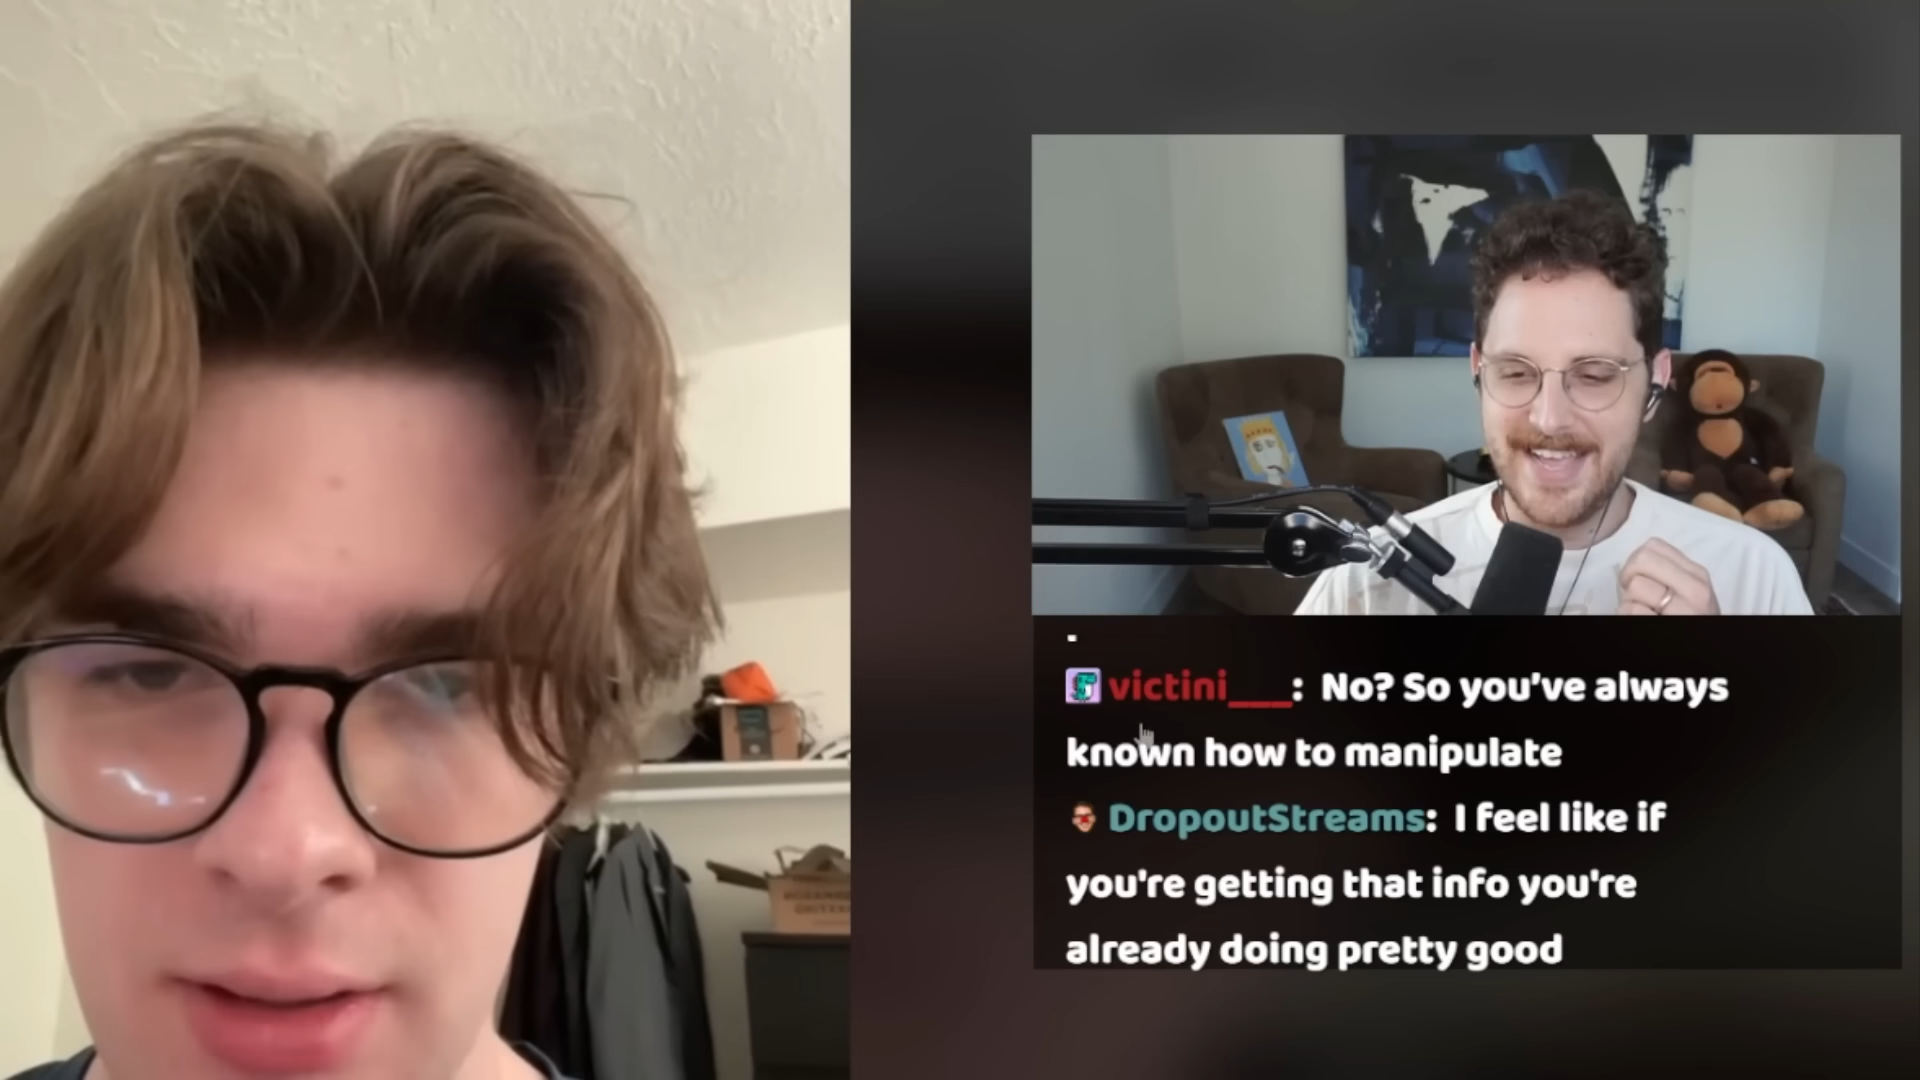 victini___: No? So you've always
known how to manipulate
DropoutStreams: I feel like if
you're getting that info you're
already doing pretty good